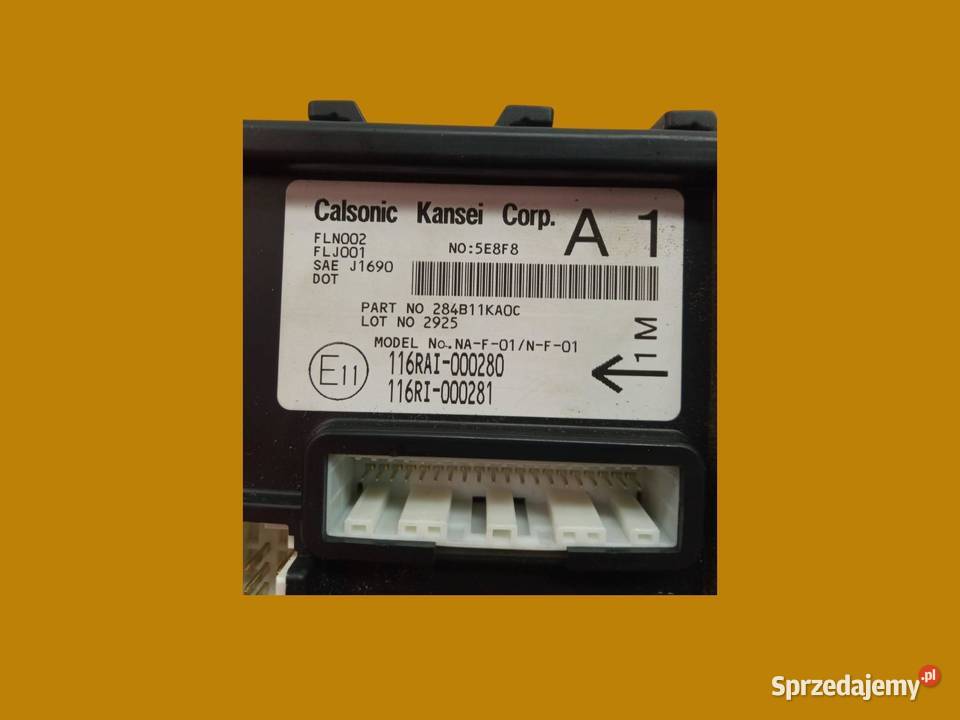 Calsonic Kansei Corp. A 1
FLN002
FLJ001
NO:5E8F8
SAE J1690
DOT
PART NO 284B11KA0C
LOT NO 2925
MODEL No.NA-F-01/N-F-01
E11
116RAI-000280
116RI-000281
1M
Sprzedajemy.pl